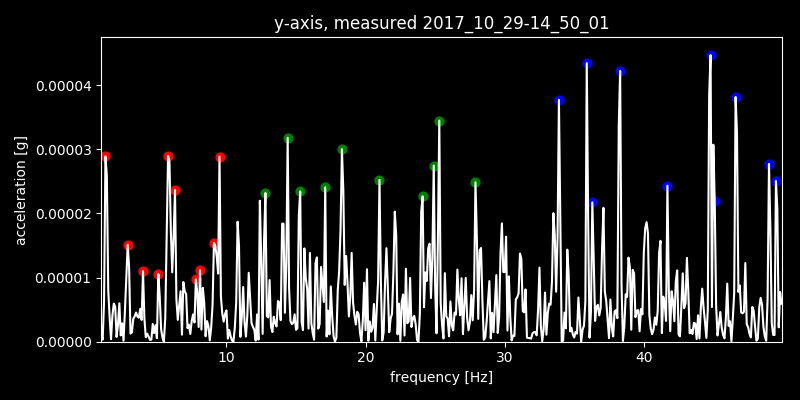 y-axis, measured 2017_10_29-14_50_01
acceleration [g]
0.00004
0.00003
0.00002
0.00001
0.00000
10 20 30 40
frequency [Hz]